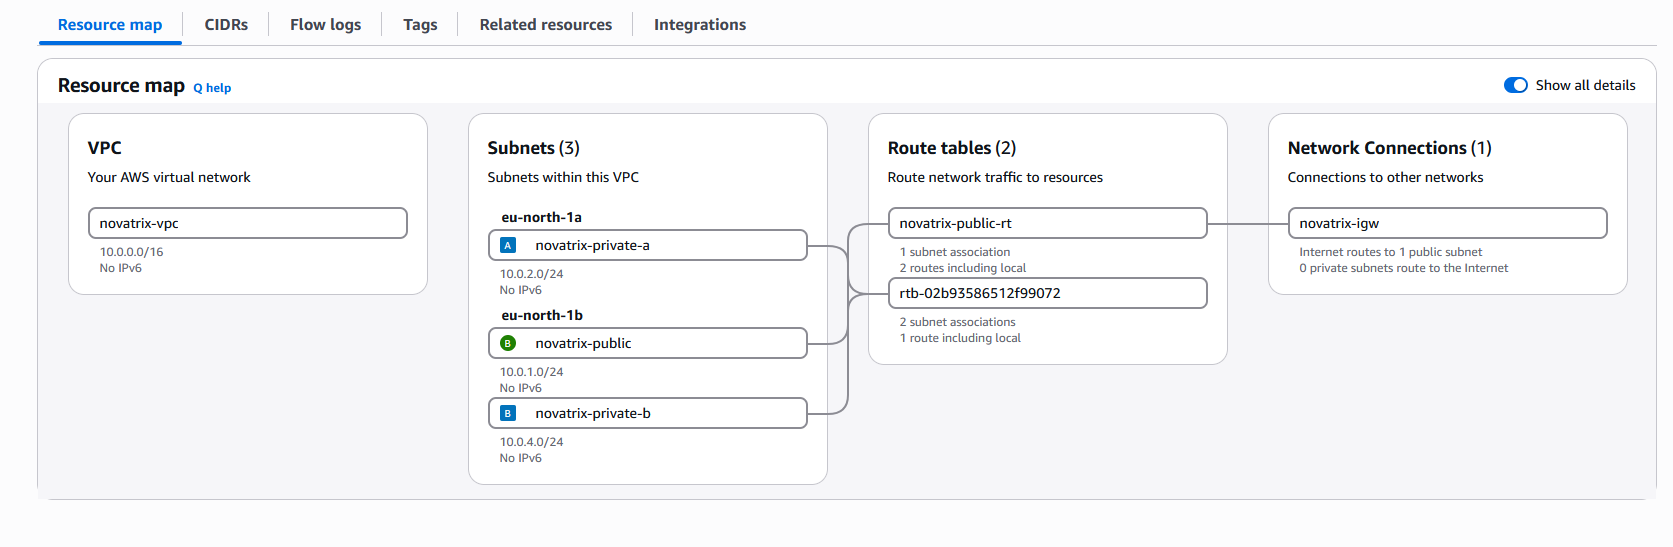 Resource map
CIDRs
Flow logs
Tags
Related resources
Integrations
Resource map Q help
Show all details
VPC
Your AWS virtual network
novatrix-vpc
10.0.0.0/16
No IPv6
Subnets (3)
Subnets within this VPC
eu-north-1a
A novatrix-private-a
10.0.2.0/24
No IPv6
eu-north-1b
B novatrix-public
10.0.1.0/24
No IPv6
B novatrix-private-b
10.0.4.0/24
No IPv6
Route tables (2)
Route network traffic to resources
novatrix-public-rt
1 subnet association
2 routes including local
rtb-02b93586512f99072
2 subnet associations
1 route including local
Network Connections (1)
Connections to other networks
novatrix-igw
Internet routes to 1 public subnet
0 private subnets route to the Internet